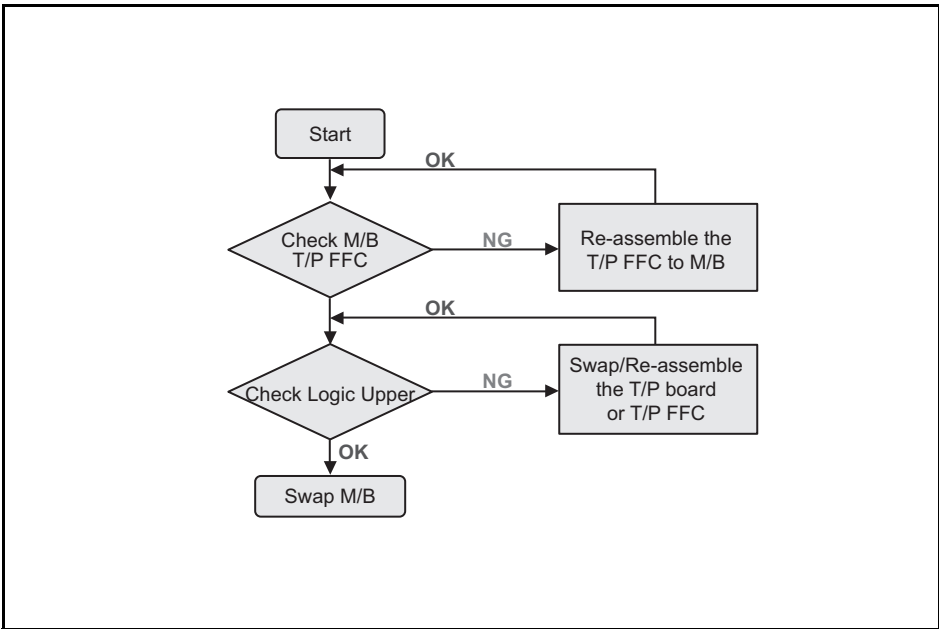 Start
OK
Check M/B
T/P FFC
NG
Re-assemble the
T/P FFC to M/B
OK
Check Logic Upper
NG
Swap/Re-assemble
the T/P board
or T/P FFC
OK
Swap M/B